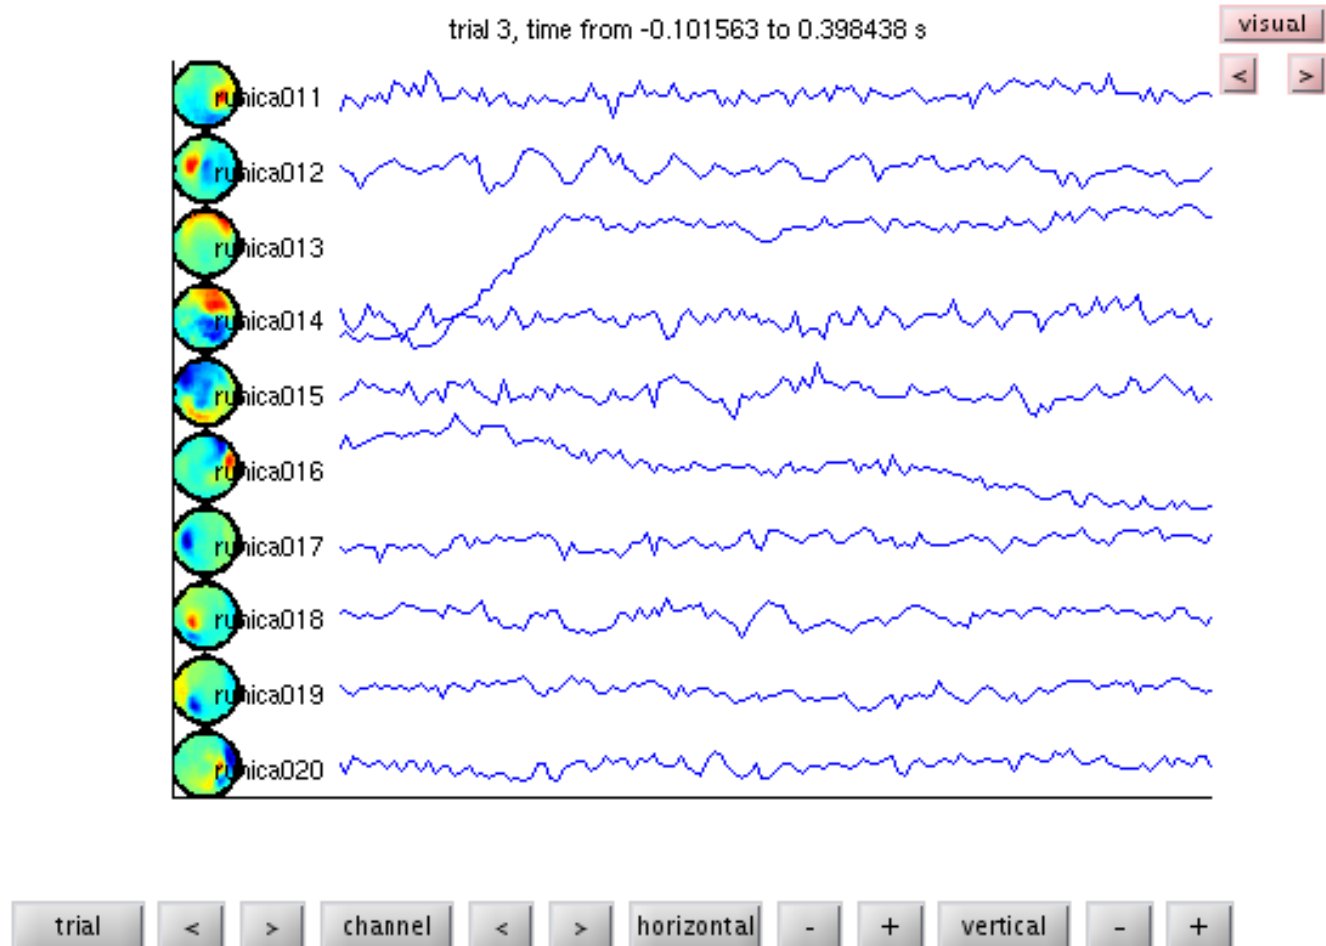 trial 3, time from -0.101563 to 0.398438 s
visual
< >
runica011
runica012
runica013
runica014
runica015
runica016
runica017
runica018
runica019
runica020
trial < > channel < > horizontal - + vertical - +